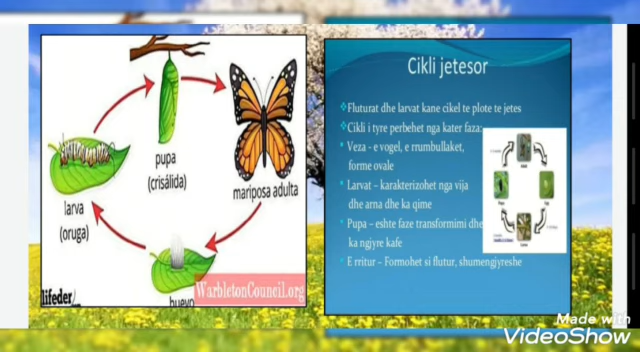 pupa
(crisálida)
mariposa adulta
larva
(oruga)
huevo
lifeder
WarbletonCouncil.org
Cikli jetesor
Fluturat dhe larvat kane cikel te plote te jetes
Cikli i tyre perbehet nga kater faza:
Veza - e vogel, e rrumbullaket,
forme ovale
Larvat – karakterizohet nga vija
dhe arna dhe ka qime
Pupa – eshte faze transformimi dhe
ka ngjyre kafe
E rritur – Formohet si flutur, shumengjyreshe
Made with
VideoShow